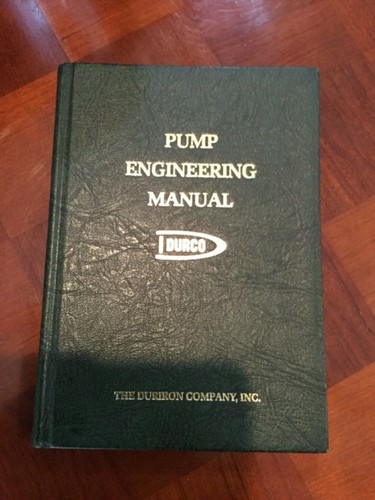 PUMP
ENGINEERING
MANUAL
DURCO
THE DURIRON COMPANY, INC.